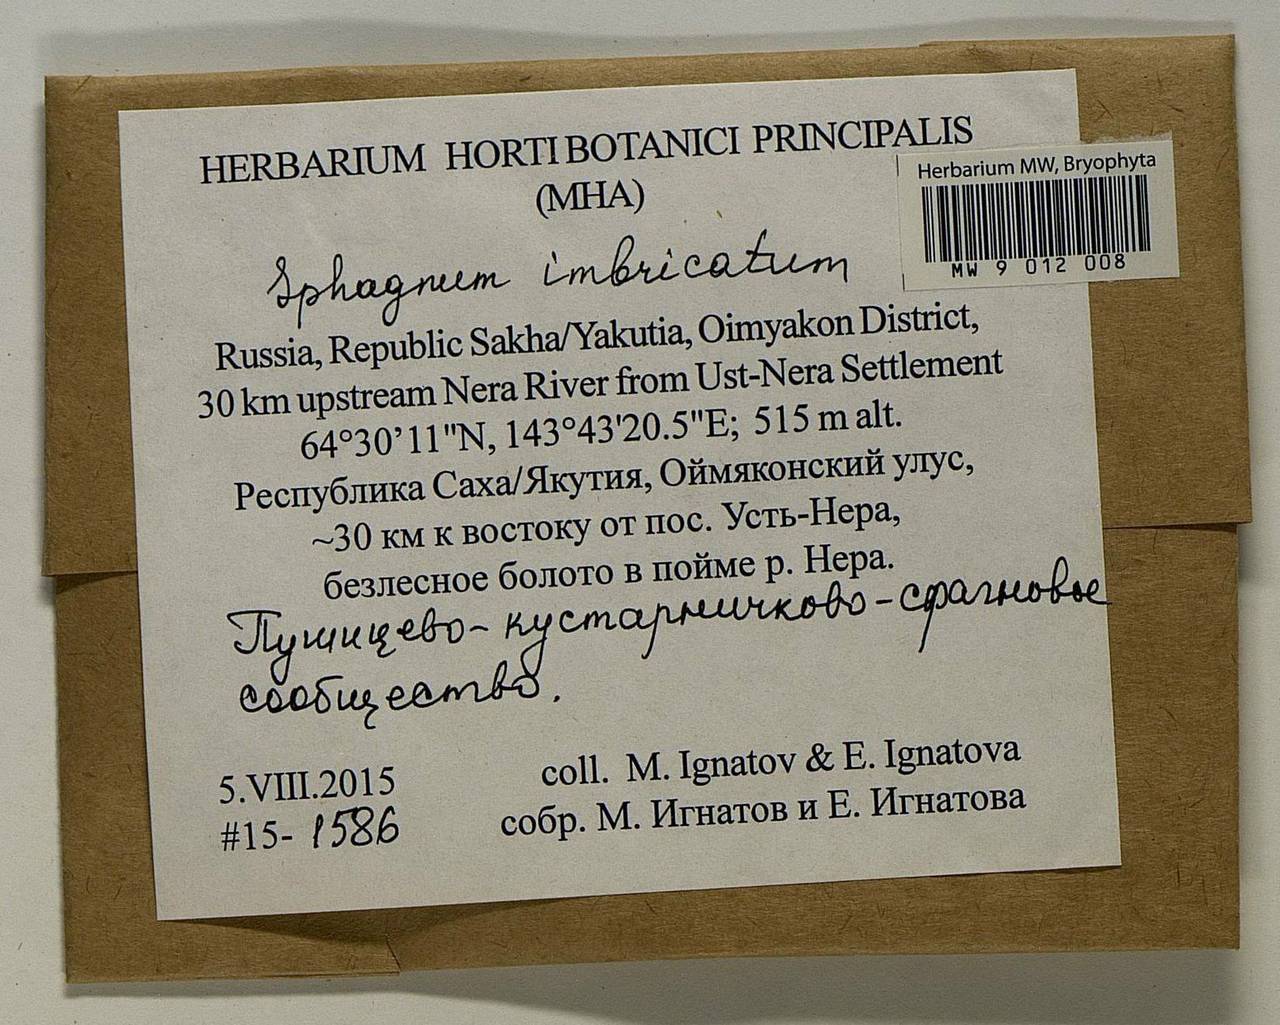 HERBARIUM HORTI BOTANICI PRINCIPALIS
(MHA)
Herbarium MW, Bryophyta
MW 9 012 008
Sphagnum imbricatum
Russia, Republic Sakha/Yakutia, Oimyakon District,
30 km upstream Nera River from Ust-Nera Settlement
64°30’11"N, 143°43'20.5"E; 515 m alt.
Республика Саха/Якутия, Оймяконский улус,
~30 км к востоку от пос. Усть-Нера,
безлесное болото в пойме р. Нера.
Пушицево-кустарничково-сфагновое
сообщество.
5.VIII.2015
#15-1586
coll. M. Ignatov & E. Ignatova
собр. М. Игнатов и Е. Игнатова